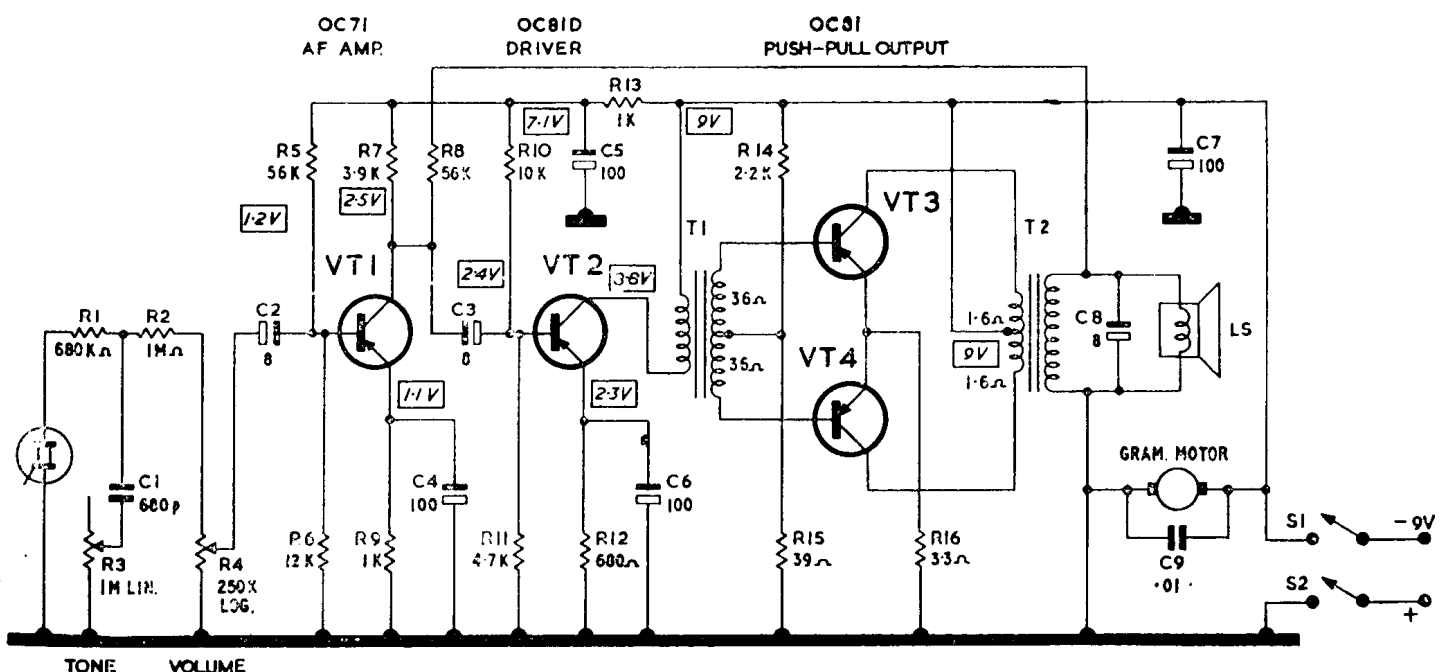 OC71
AF AMP.
OC81D
DRIVER
OC81
PUSH-PULL OUTPUT
R13
1K
7·1V
9V
R5
56K
R7
3·9K
R8
56K
R10
10K
C5
100
R14
2·2K
C7
100
1·2V
2·5V
VT3
T1
T2
VT1
2·4V
VT2
3·6V
R1
680KΩ
R2
1MΩ
C2
8
C3
8
36Ω
35Ω
1·6Ω
9V
1·6Ω
C8
8
LS
VT4
1·1V
2·3V
GRAM. MOTOR
C1
680p
C4
100
C6
100
S1
-9V
R3
1M LIN.
R4
250K
LOG.
R6
12K
R9
1K
R11
4·7K
R12
680Ω
R15
39Ω
R16
3·3Ω
C9
·01
S2
+
TONE
VOLUME